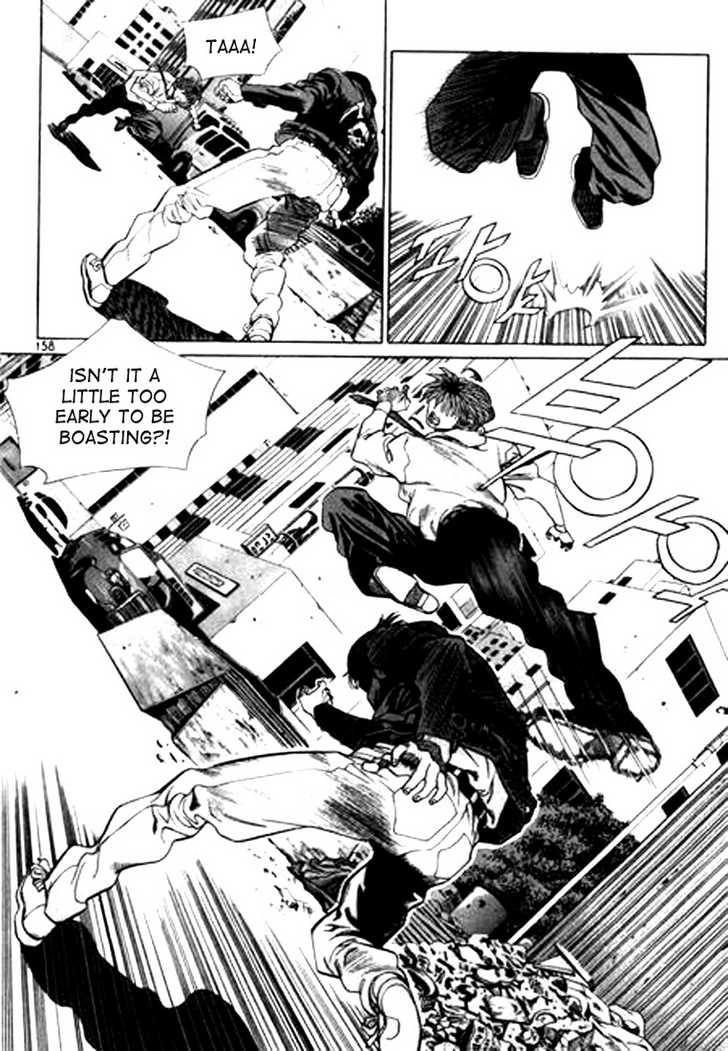 TAAA!
158
ISN'T IT A
LITTLE TOO
EARLY TO BE
BOASTING?!